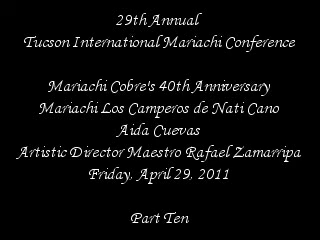 29th Annual
Tucson International Mariachi Conference
Mariachi Cobre's 40th Anniversary
Mariachi Los Camperos de Nati Cano
Aida Cuevas
Artistic Director Maestro Rafael Zamarripa
Friday, April 29, 2011
Part Ten